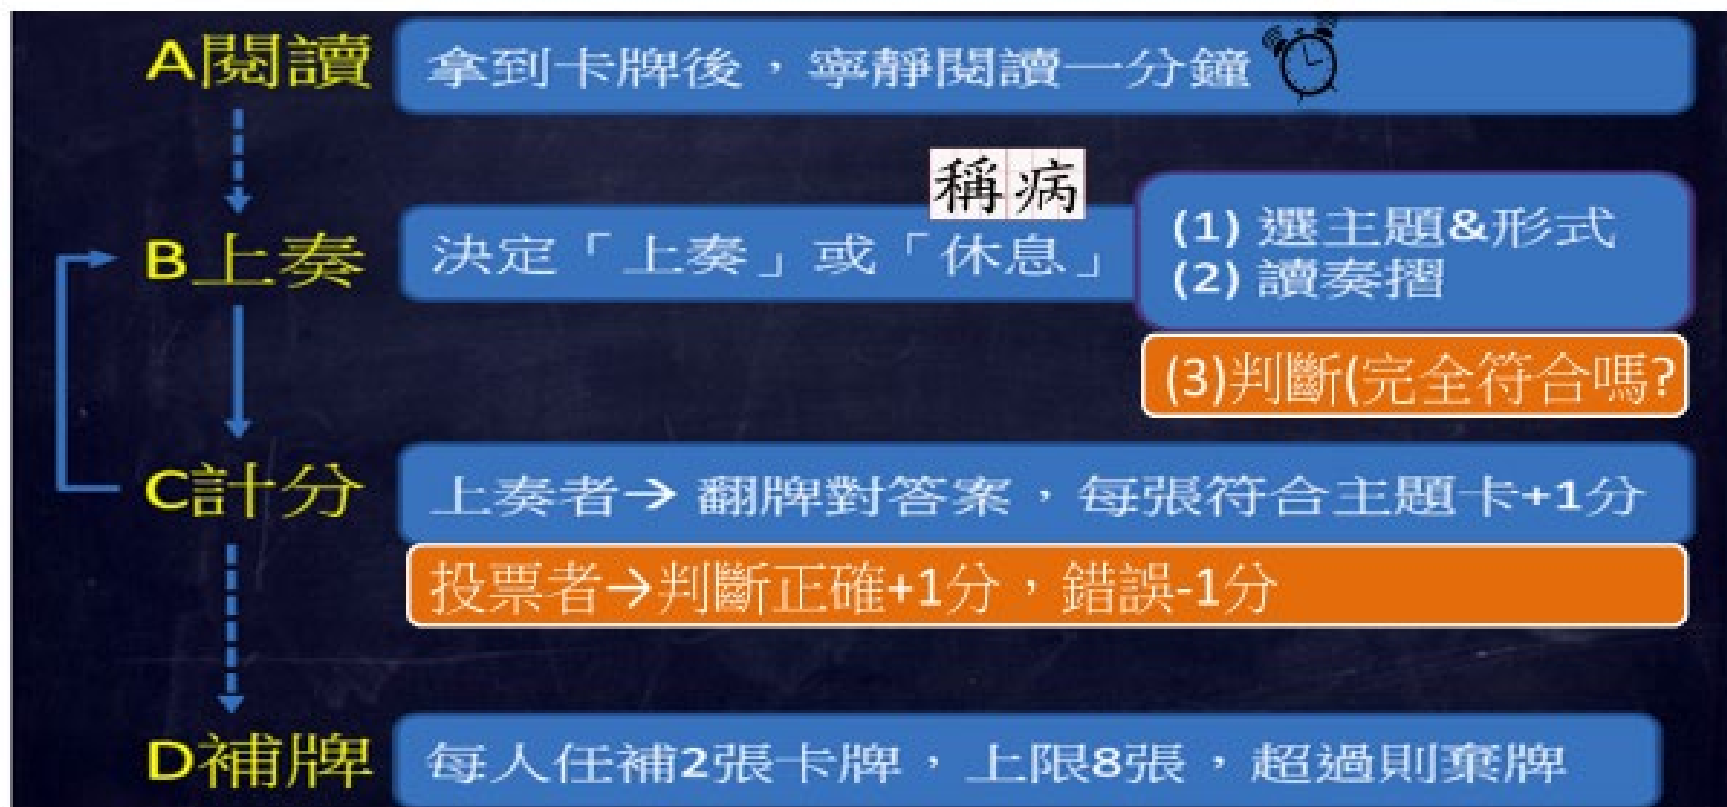 A閱讀
拿到卡牌後，寧靜閱讀一分鐘
稱病
B上奏
決定「上奏」或「休息」
(1) 選主題&形式
(2) 讀奏摺
(3)判斷(完全符合嗎?
C計分
上奏者→ 翻牌對答案，每張符合主題卡+1分
投票者→判斷正確+1分，錯誤-1分
D補牌
每人任補2張卡牌，上限8張，超過則棄牌